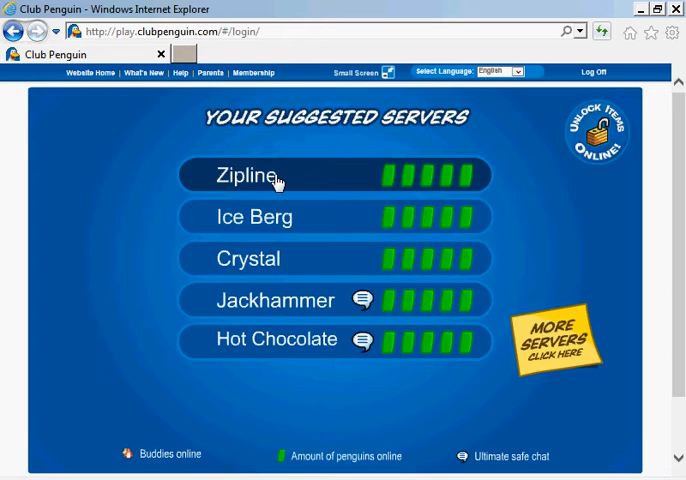 Club Penguin - Windows Internet Explorer
http://play.clubpenguin.com/#/login/
Club Penguin
Website Home | What's New | Help | Parents | Membership
Small Screen
Select Language: English
Log Off
YOUR SUGGESTED SERVERS
UNLOCK ITEMS
ONLINE!
Zipline
Ice Berg
Crystal
Jackhammer
Hot Chocolate
MORE
SERVERS
CLICK HERE
Buddies online
Amount of penguins online
Ultimate safe chat